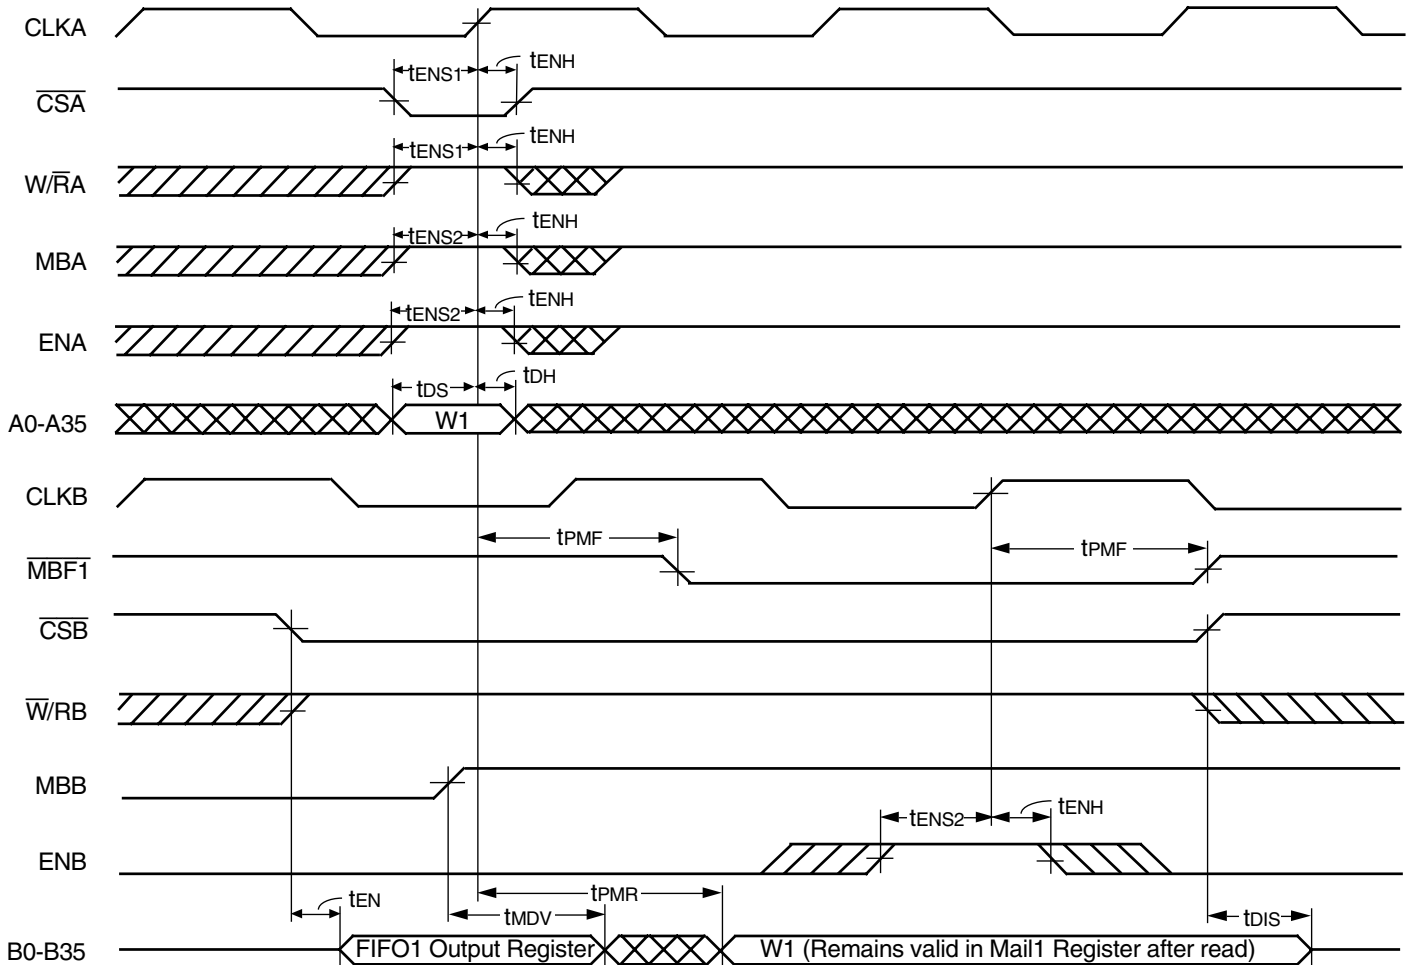 CLKA
tENS1 tENH
CSA
tENS1 tENH
W/RA
tENS2 tENH
MBA
tENS2 tENH
ENA
tDS tDH
A0-A35 W1
CLKB
tPMF tPMF
MBF1
CSB
W/RB
MBB
tENS2 tENH
ENB
tEN tPMR
tMDV tDIS
B0-B35 FIFO1 Output Register W1 (Remains valid in Mail1 Register after read)